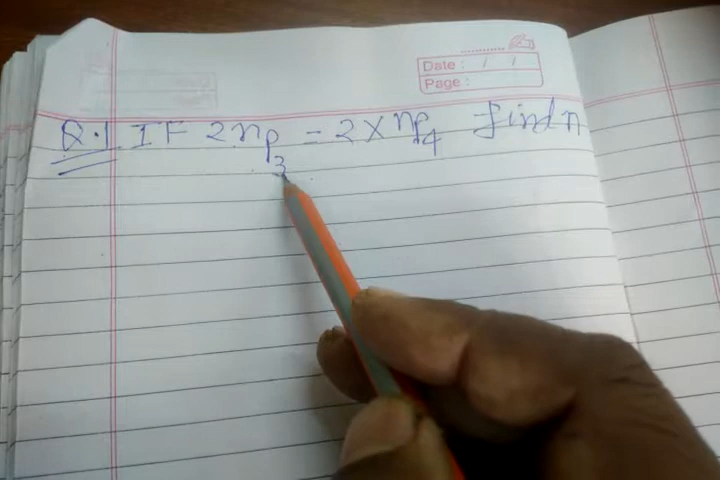 Date : / /
Page :
Q.1 IF 2np3 = 2 x np4 find n